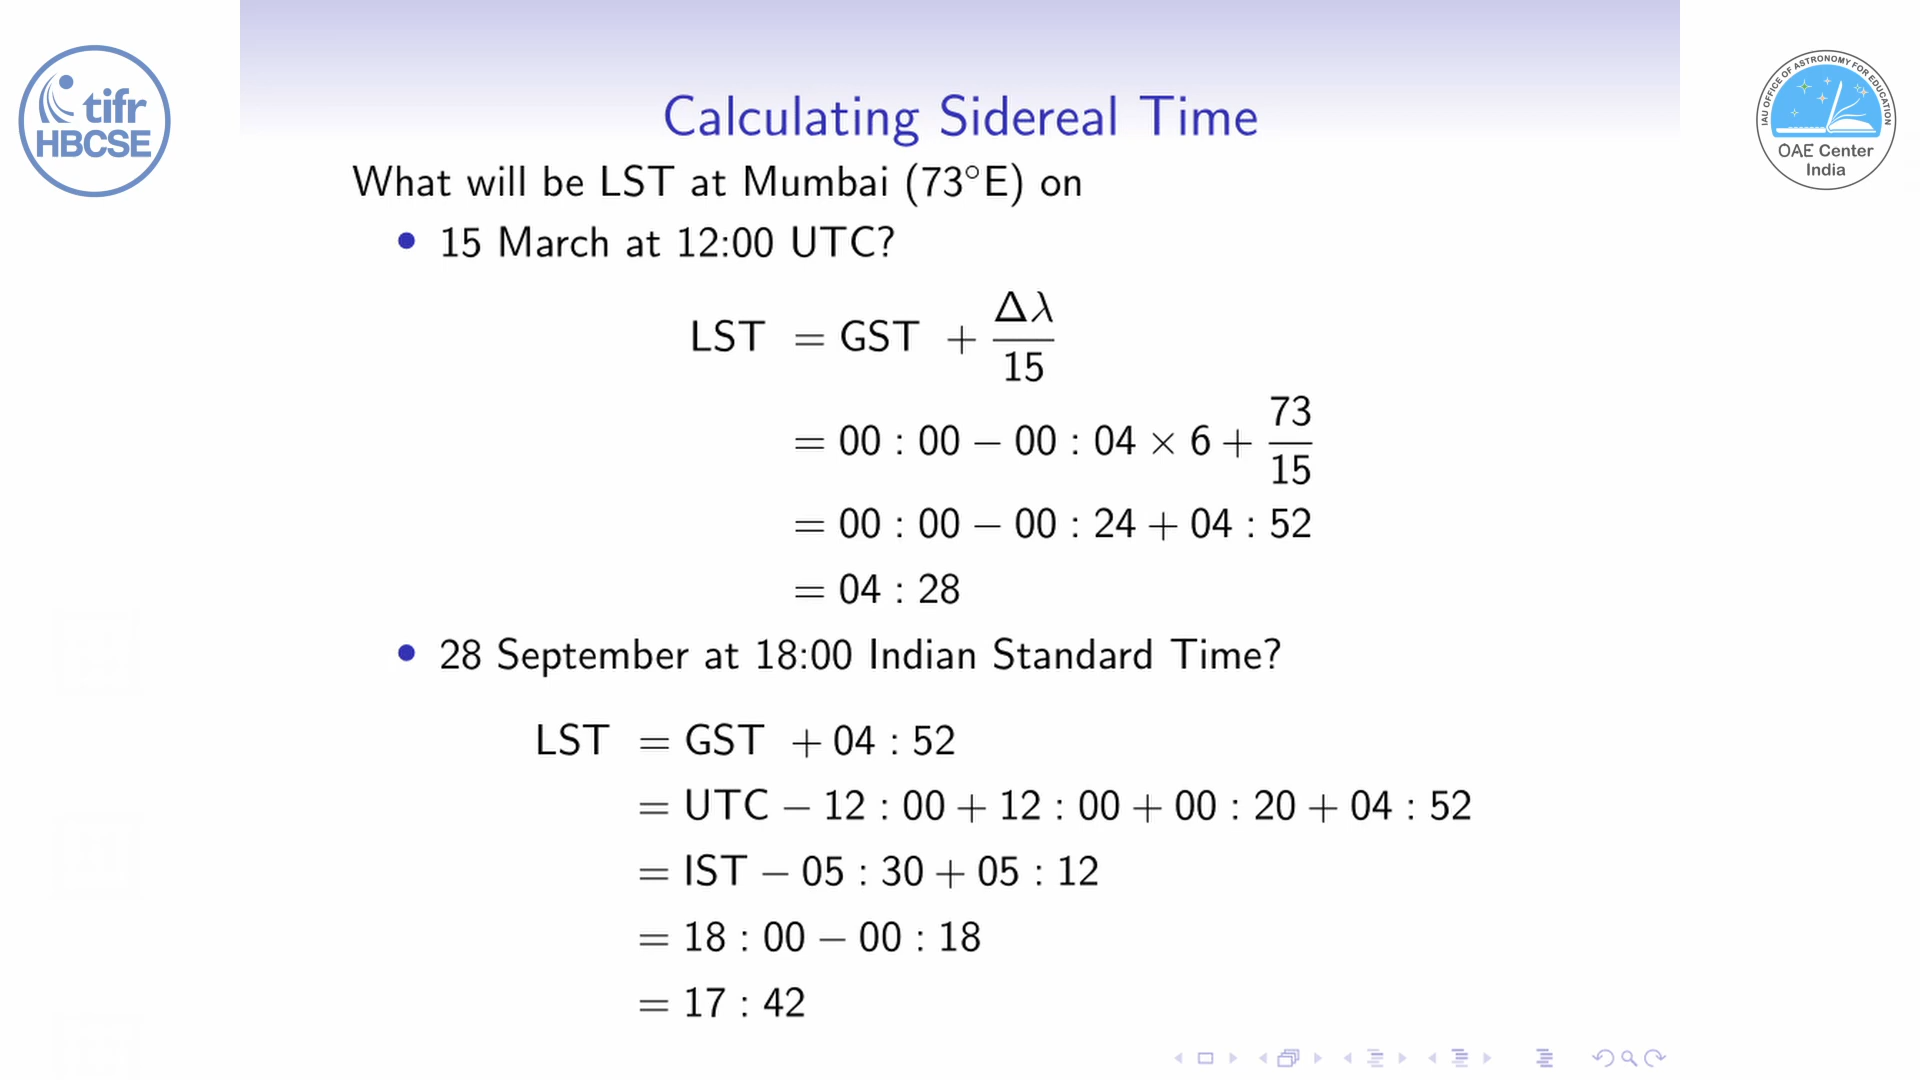 tifr
HBCSE
IAU OFFICE OF ASTRONOMY FOR EDUCATION
OAE Center
India
Calculating Sidereal Time
What will be LST at Mumbai (73°E) on
• 15 March at 12:00 UTC?
LST = GST + Δλ/15
= 00 : 00 − 00 : 04 × 6 + 73/15
= 00 : 00 − 00 : 24 + 04 : 52
= 04 : 28
• 28 September at 18:00 Indian Standard Time?
LST = GST + 04 : 52
= UTC − 12 : 00 + 12 : 00 + 00 : 20 + 04 : 52
= IST − 05 : 30 + 05 : 12
= 18 : 00 − 00 : 18
= 17 : 42